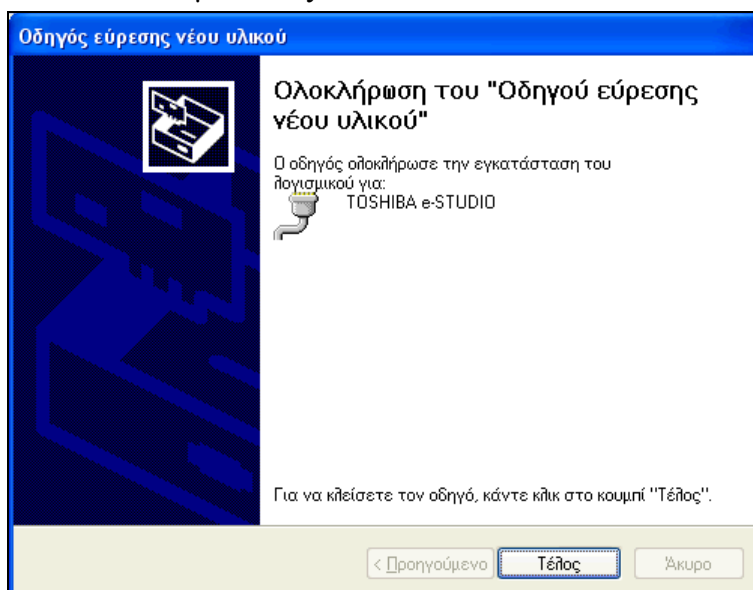 Οδηγός εύρεσης νέου υλικού
Ολοκλήρωση του "Οδηγού εύρεσης
νέου υλικού"
Ο οδηγός ολοκλήρωσε την εγκατάσταση του
λογισμικού για:
TOSHIBA e-STUDIO
Για να κλείσετε τον οδηγό, κάντε κλικ στο κουμπί "Τέλος".
< Προηγούμενο Τέλος Άκυρο